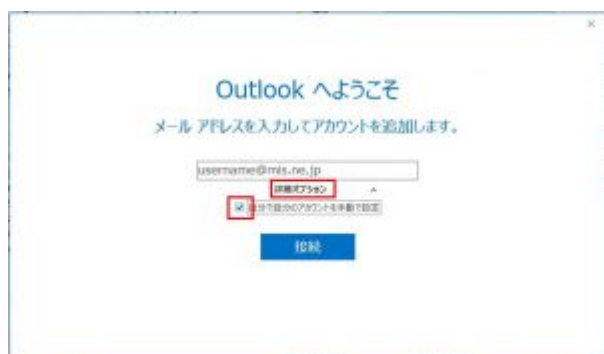 Outlook へようこそ
メール アドレスを入力してアカウントを追加します。
username@mis.ne.jp
詳細オプション
自分で自分のアカウントを手動で設定
接続